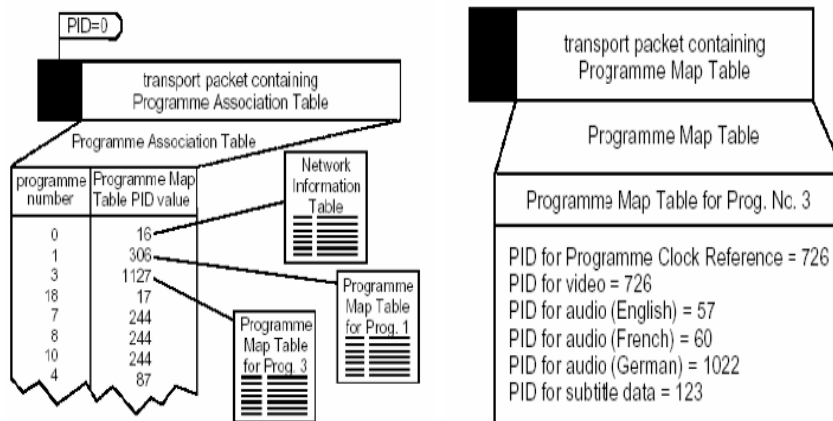 PID=0
transport packet containing
Programme Association Table
Programme Association Table
programme number
Programme Map Table PID value
0 16
1 306
3 1127
18 17
7 244
8 244
10 244
4 87
Network
Information
Table
Programme
Map Table
for Prog. 1
Programme
Map Table
for Prog. 3
transport packet containing
Programme Map Table
Programme Map Table
Programme Map Table for Prog. Nc. 3
PID for Programme Clock Reference = 726
PID for video = 726
PID for audio (English) = 57
PID for audio (French) = 60
PID for audio (German) = 1022
PID for subtitle data = 123